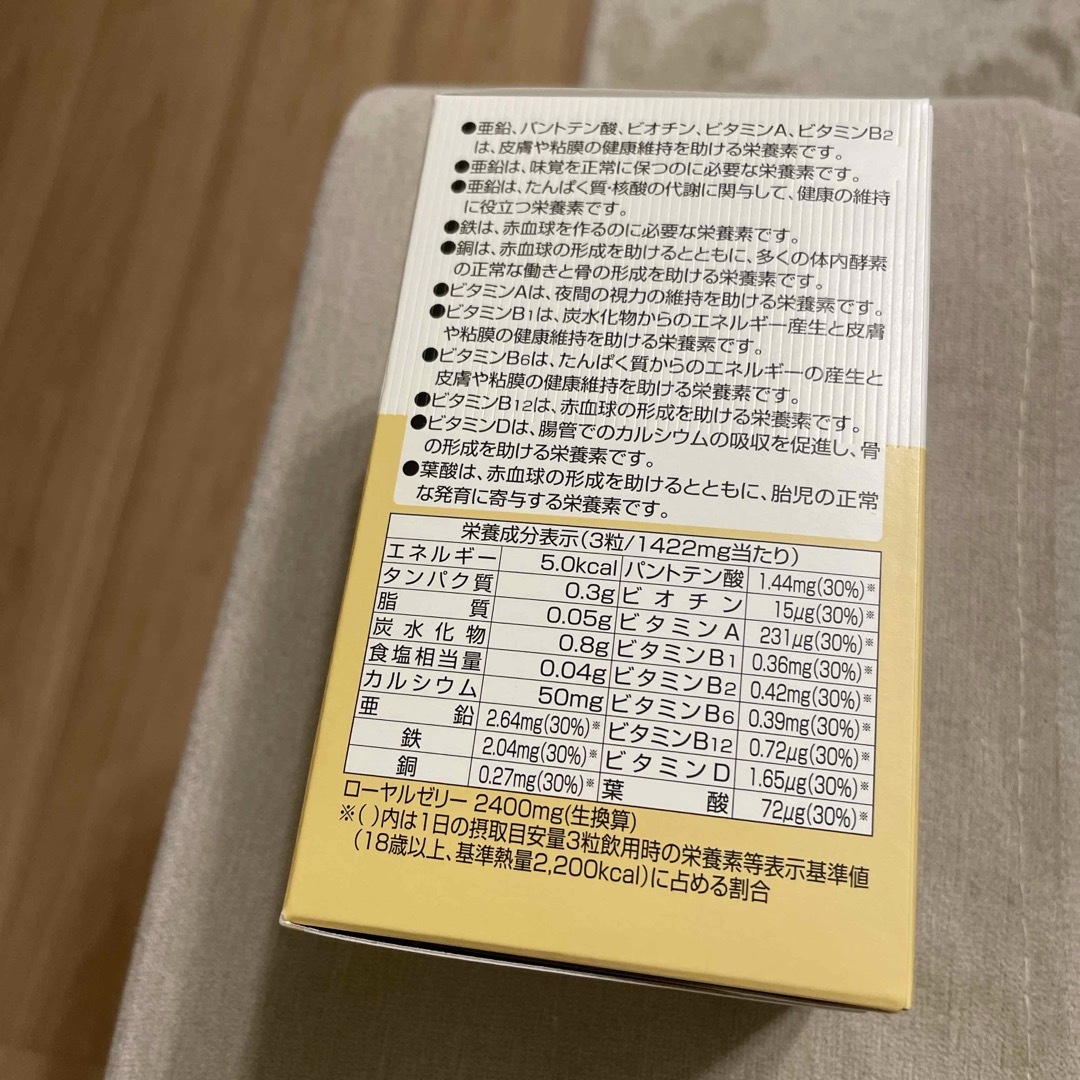 ●亜鉛、パントテン酸、ビオチン、ビタミンA、ビタミンB2
は、皮膚や粘膜の健康維持を助ける栄養素です。
●亜鉛は、味覚を正常に保つのに必要な栄養素です。
●亜鉛は、たんぱく質・核酸の代謝に関与して、健康の維持
に役立つ栄養素です。
●鉄は、赤血球を作るのに必要な栄養素です。
●銅は、赤血球の形成を助けるとともに、多くの体内酵素
の正常な働きと骨の形成を助ける栄養素です。
●ビタミンAは、夜間の視力の維持を助ける栄養素です。
●ビタミンB1は、炭水化物からのエネルギー産生と皮膚
や粘膜の健康維持を助ける栄養素です。
●ビタミンB6は、たんぱく質からのエネルギーの産生と
皮膚や粘膜の健康維持を助ける栄養素です。
●ビタミンB12は、赤血球の形成を助ける栄養素です。
●ビタミンDは、腸管でのカルシウムの吸収を促進し、骨
の形成を助ける栄養素です。
●葉酸は、赤血球の形成を助けるとともに、胎児の正常
な発育に寄与する栄養素です。
栄養成分表示(3粒/1422mg当たり)
エネルギー 5.0kcal パントテン酸 1.44mg(30%)※
タンパク質 0.3g ビオチン 15μg(30%)※
脂質 0.05g ビタミンA 231μg(30%)※
炭水化物 0.8g ビタミンB1 0.36mg(30%)※
食塩相当量 0.04g ビタミンB2 0.42mg(30%)※
カルシウム 50mg ビタミンB6 0.39mg(30%)※
亜鉛 2.64mg(30%)※ ビタミンB12 0.72μg(30%)※
鉄 2.04mg(30%)※ ビタミンD 1.65μg(30%)※
銅 0.27mg(30%)※ 葉酸 72μg(30%)※
ローヤルゼリー 2400mg(生換算)
※( )内は1日の摂取目安量3粒飲用時の栄養素等表示基準値
(18歳以上、基準熱量2,200kcal)に占める割合